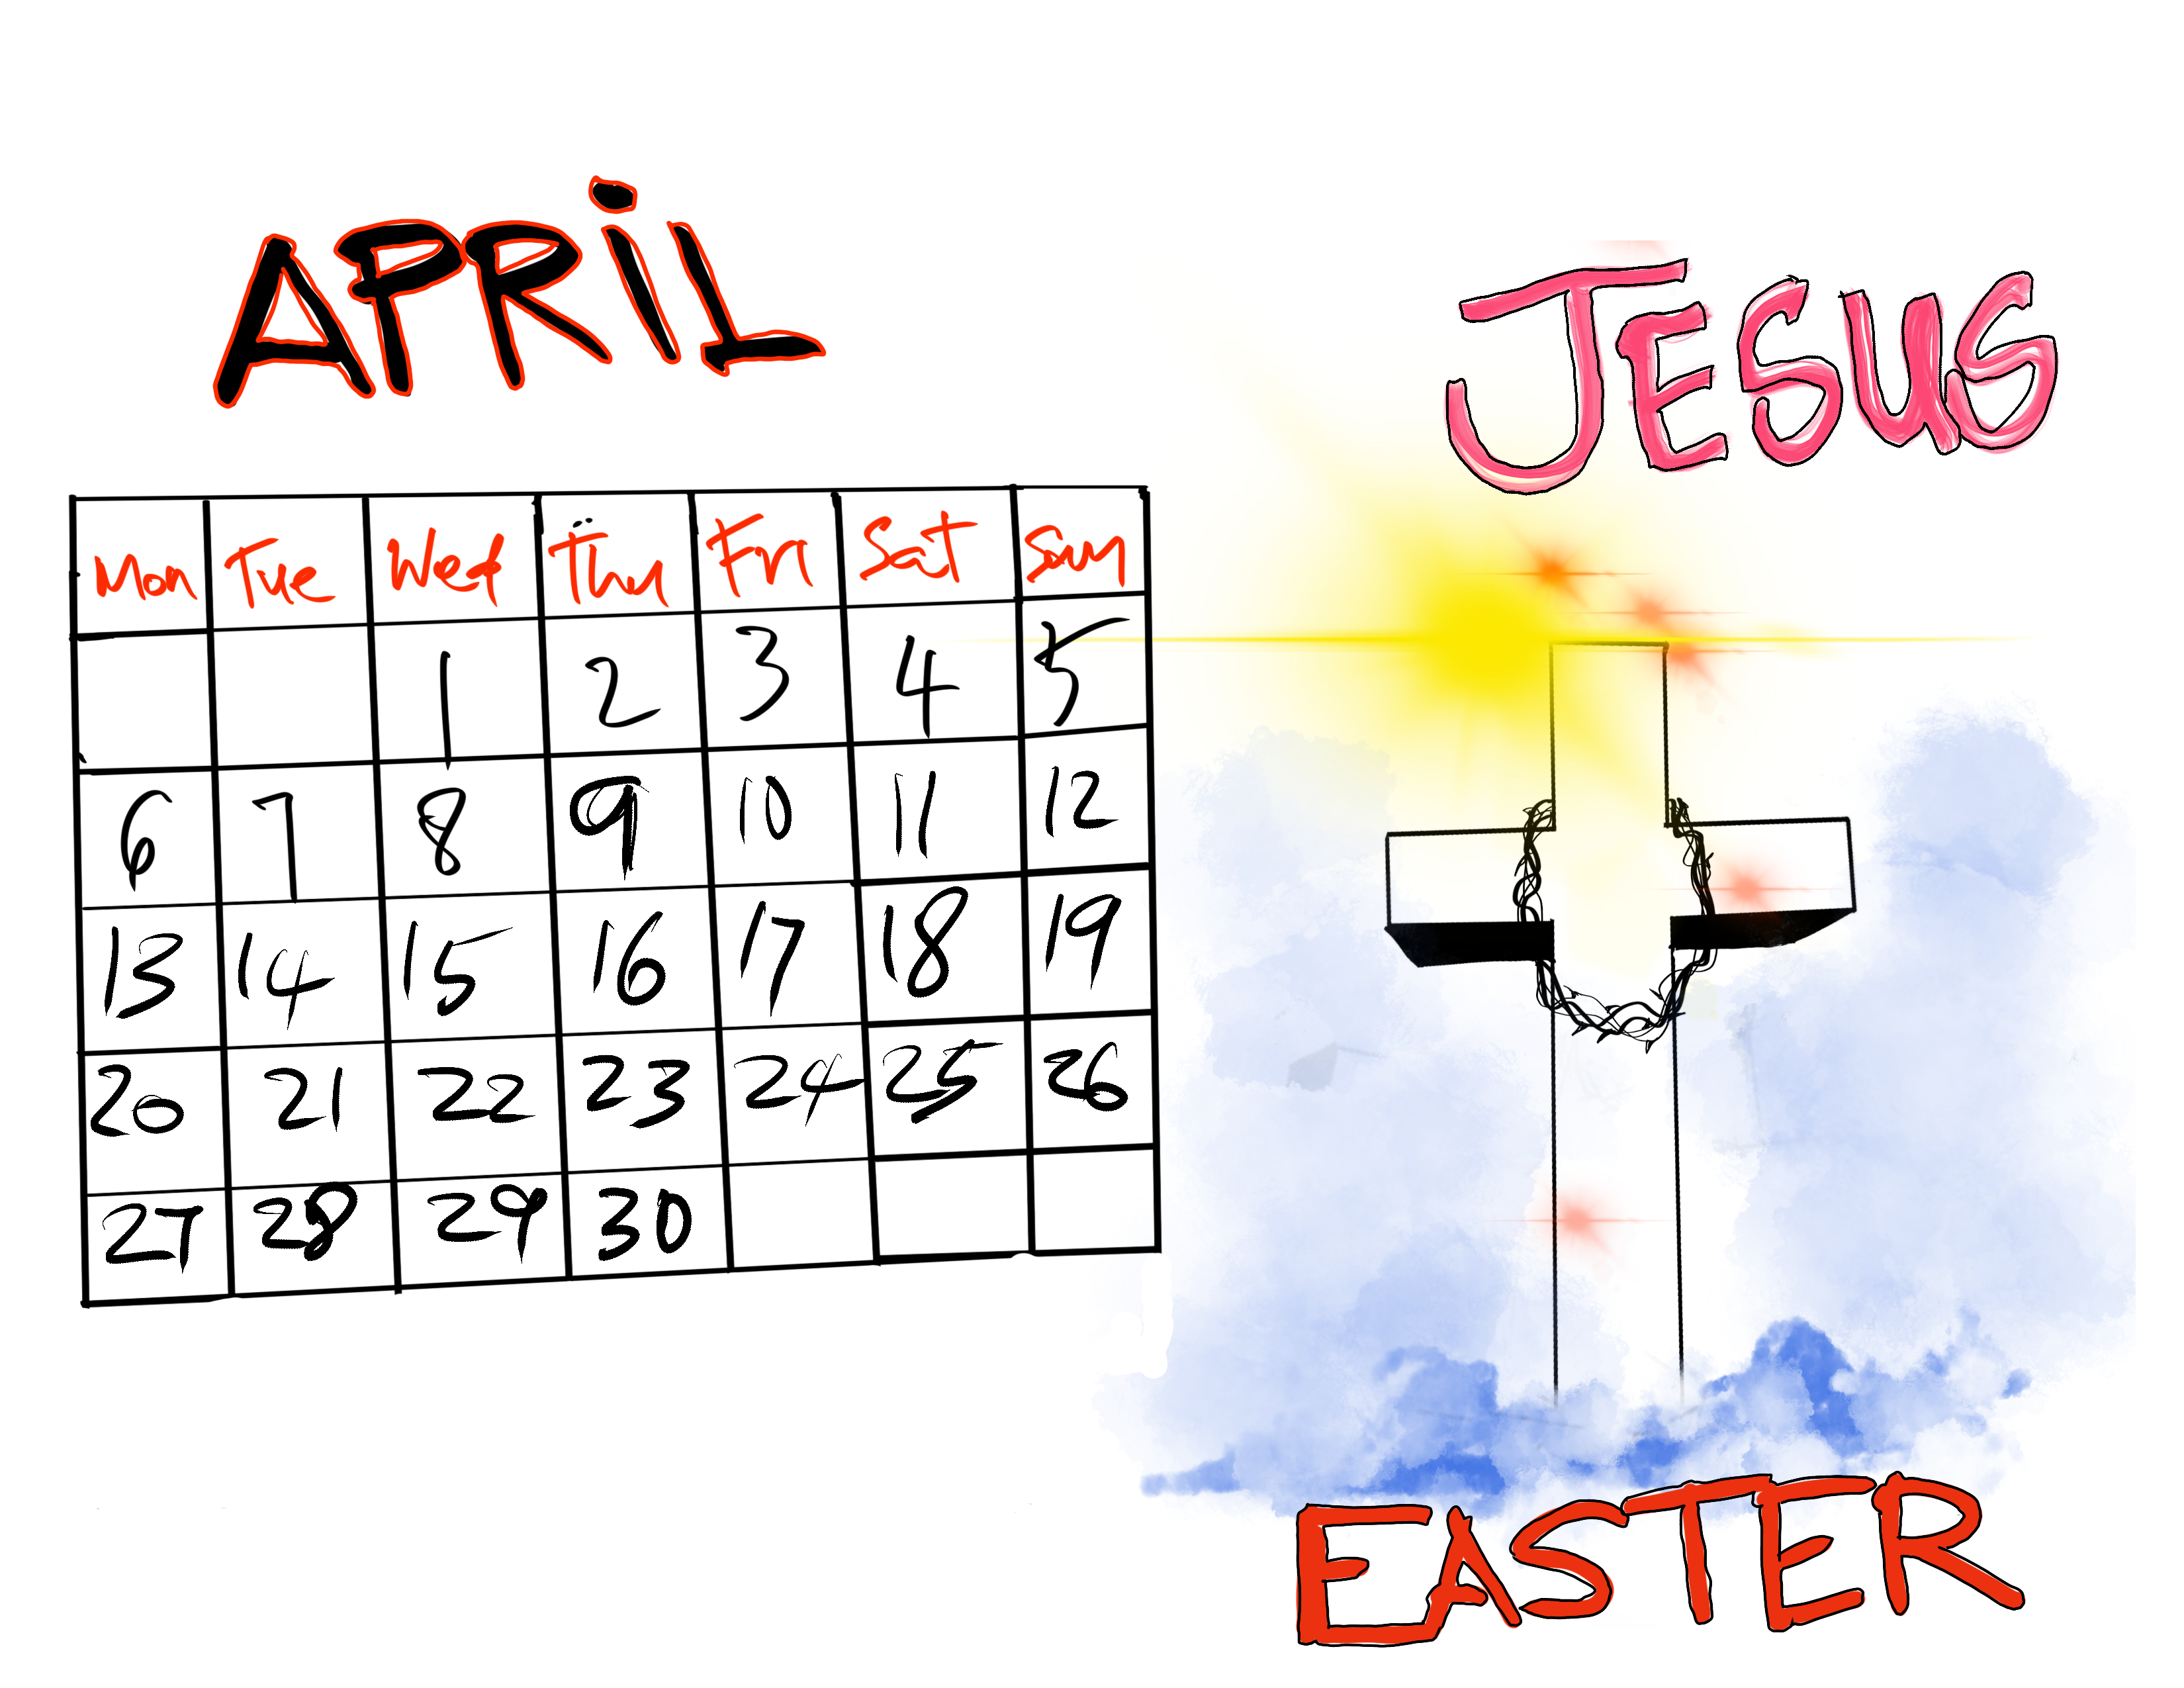 APRiL
Mon Tue Wed Thu Fri Sat Sun
1 2 3 4 5
6 7 8 9 10 11 12
13 14 15 16 17 18 19
20 21 22 23 24 25 26
27 28 29 30
JESUS
EASTER